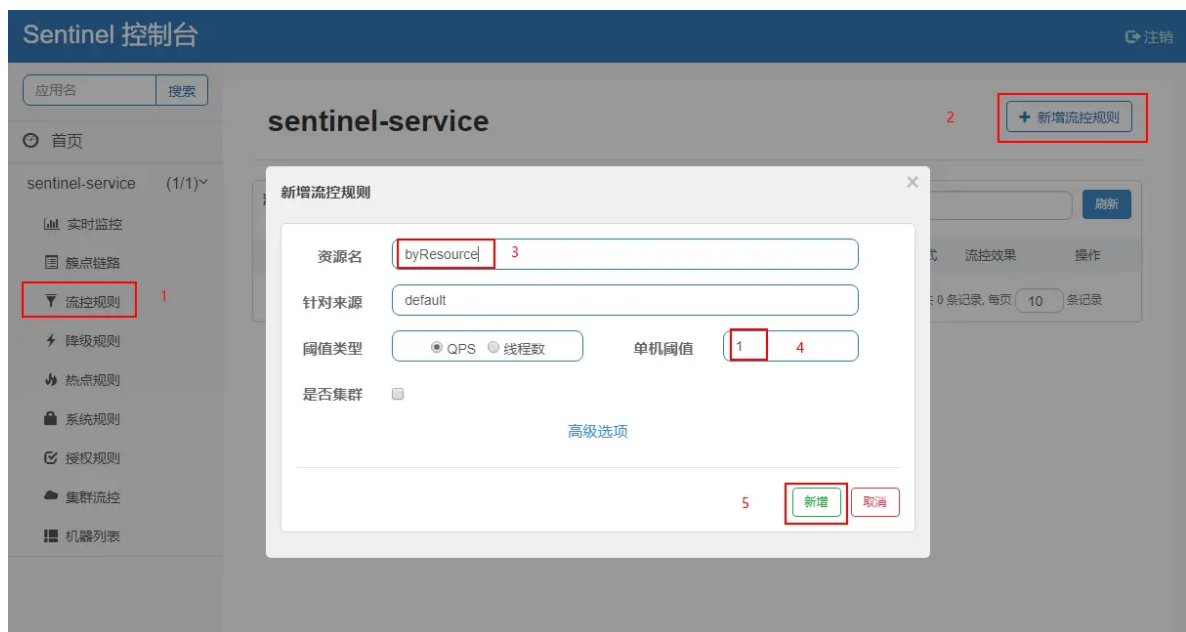 Sentinel 控制台
注销
应用名 搜索
首页
sentinel-service (1/1)
实时监控
簇点链路
流控规则 1
降级规则
热点规则
系统规则
授权规则
集群流控
机器列表
sentinel-service
2
新增流控规则
刷新
流控效果 操作
0 条记录, 每页 10 条记录
新增流控规则 ×
资源名 byResource 3
针对来源 default
阈值类型 QPS 线程数 单机阈值 1 4
是否集群
高级选项
5 新增 取消